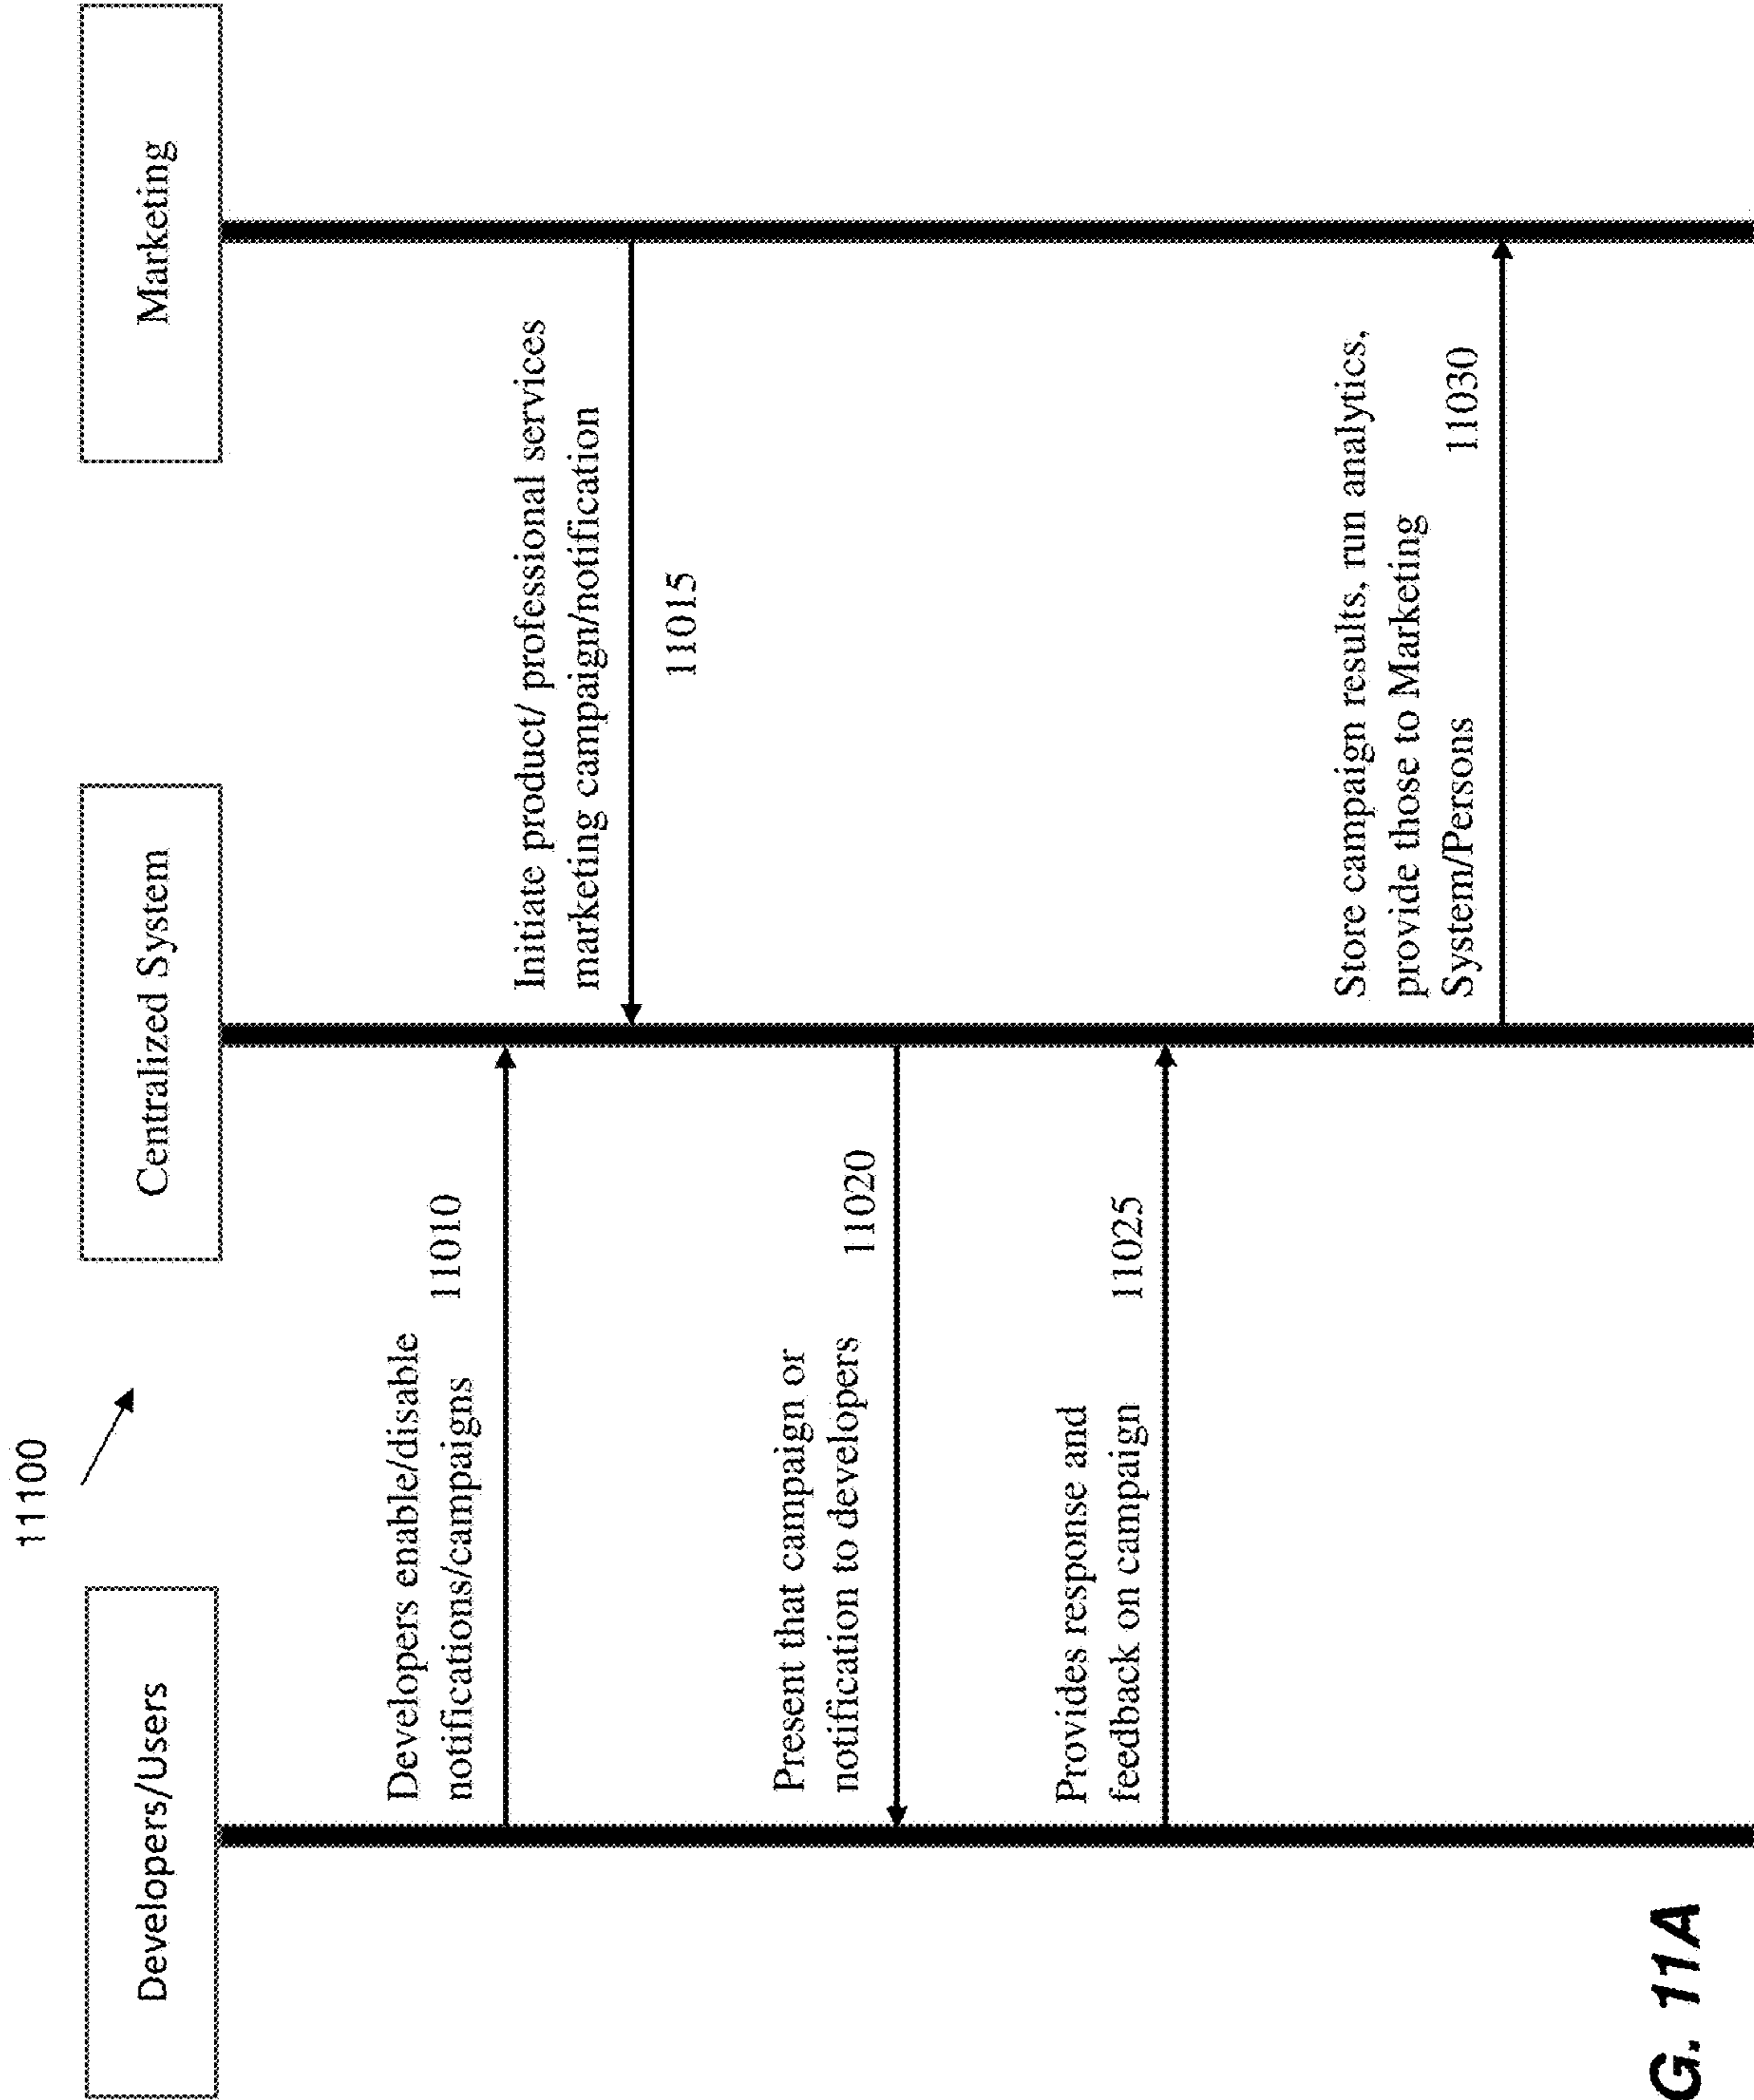 11100
Developers/Users
Centralized System
Marketing
Developers enable/disable
notifications/campaigns
11010
Initiate product/ professional services
marketing campaign/notification
11015
Present that campaign or
notification to developers
11020
Provides response and
feedback on campaign
11025
Store campaign results, run analytics,
provide those to Marketing
System/Persons
11030
G. 11A